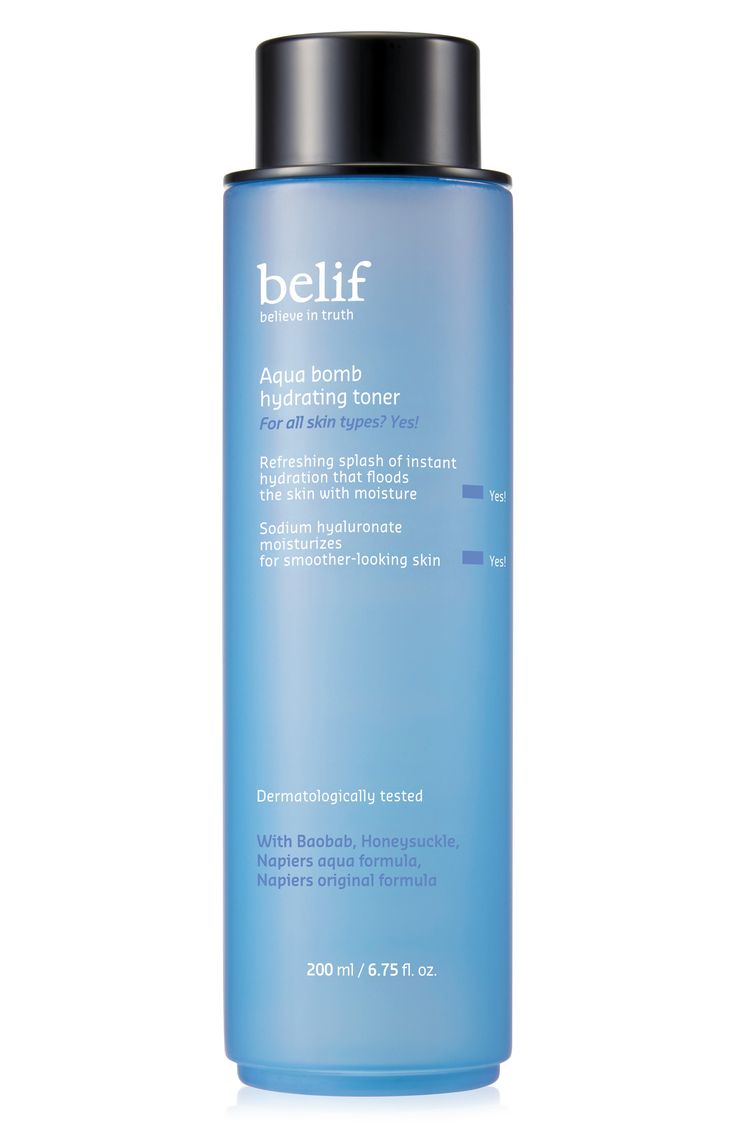 belif
believe in truth
Aqua bomb
hydrating toner
For all skin types? Yes!
Refreshing splash of instant
hydration that floods
the skin with moisture Yes!
Sodium hyaluronate
moisturizes
for smoother-looking skin Yes!
Dermatologically tested
With Baobab, Honeysuckle,
Napiers aqua formula,
Napiers original formula
200 ml / 6.75 fl. oz.